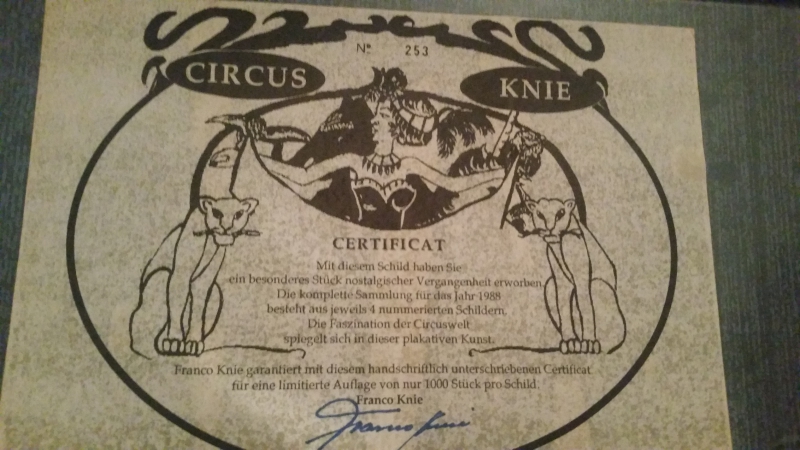 Nº 253
CIRCUS KNIE
CERTIFICAT
Mit diesem Schild haben Sie
ein besonderes Stück nostalgischer Vergangenheit erworben.
Die komplette Sammlung für das Jahr 1988
besteht aus jeweils 4 nummerierten Schildern.
Die Faszination der Circuswelt
spiegelt sich in dieser plakativen Kunst.
Franco Knie garantiert mit diesem handschriftlich unterschriebenen Certificat
für eine limitierte Auflage von nur 1000 Stück pro Schild.
Franco Knie
Franco Knie